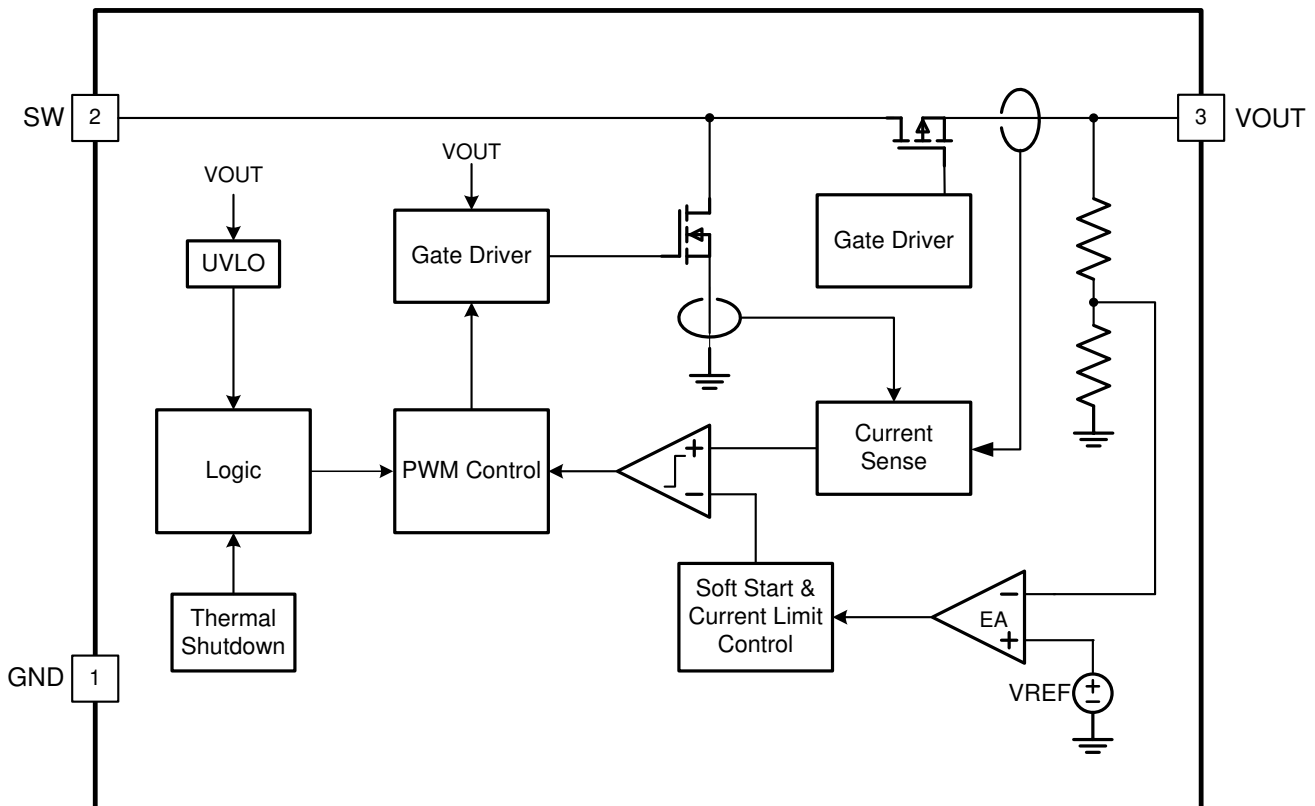 SW
2
3
VOUT
VOUT
VOUT
UVLO
Gate Driver
Gate Driver
Logic
PWM Control
Current
Sense
Thermal
Shutdown
Soft Start &
Current Limit
Control
EA
GND
1
VREF